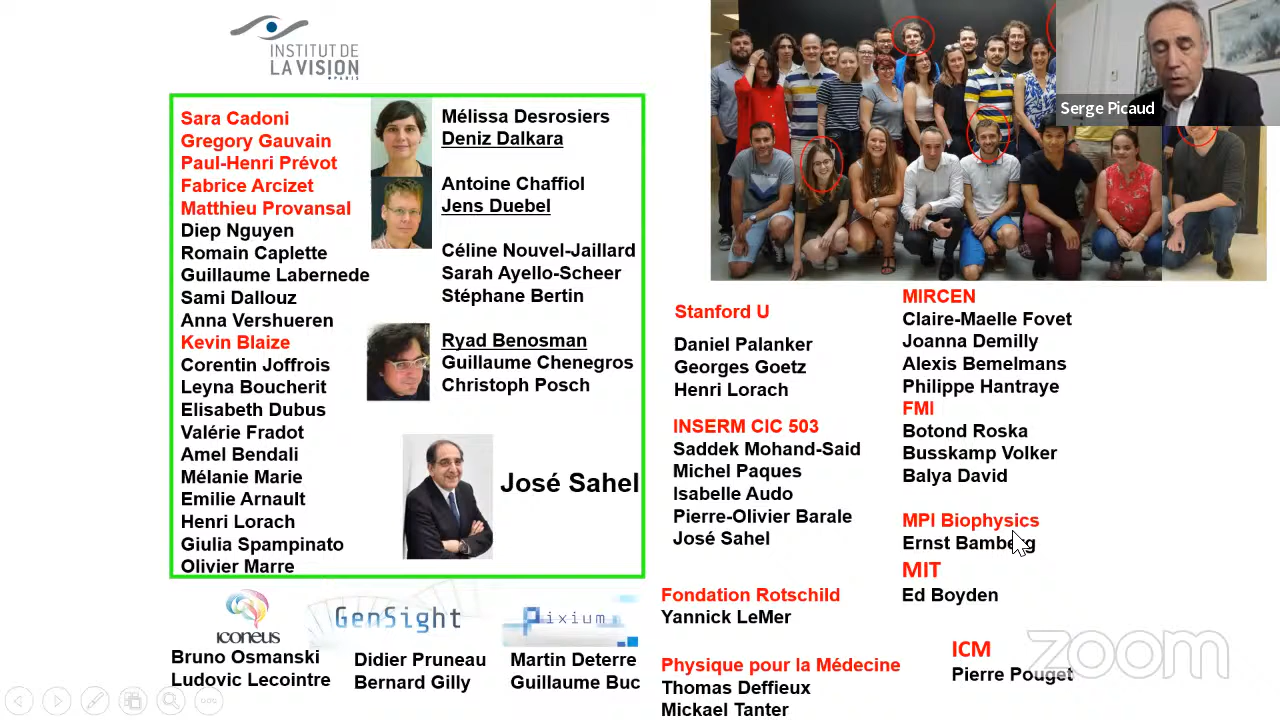 INSTITUT DE
LA VISION
PARIS
Sara Cadoni
Gregory Gauvain
Paul-Henri Prévot
Fabrice Arcizet
Matthieu Provansal
Diep Nguyen
Romain Caplette
Guillaume Labernede
Sami Dallouz
Anna Vershueren
Kevin Blaize
Corentin Joffrois
Leyna Boucherit
Elisabeth Dubus
Valérie Fradot
Amel Bendali
Mélanie Marie
Emilie Arnault
Henri Lorach
Giulia Spampinato
Olivier Marre
Mélissa Desrosiers
Deniz Dalkara
Antoine Chaffiol
Jens Duebel
Céline Nouvel-Jaillard
Sarah Ayello-Scheer
Stéphane Bertin
Ryad Benosman
Guillaume Chenegros
Christoph Posch
José Sahel
Serge Picaud
Stanford U
Daniel Palanker
Georges Goetz
Henri Lorach
INSERM CIC 503
Saddek Mohand-Said
Michel Paques
Isabelle Audo
Pierre-Olivier Barale
José Sahel
Fondation Rotschild
Yannick LeMer
Physique pour la Médecine
Thomas Deffieux
Mickael Tanter
MIRCEN
Claire-Maelle Fovet
Joanna Demilly
Alexis Bemelmans
Philippe Hantraye
FMI
Botond Roska
Busskamp Volker
Balya David
MPI Biophysics
Ernst Bamberg
MIT
Ed Boyden
ICM
Pierre Pouget
iconeus
Bruno Osmanski
Ludovic Lecointre
GenSight
Didier Pruneau
Bernard Gilly
Pixium
Martin Deterre
Guillaume Buc
zoom